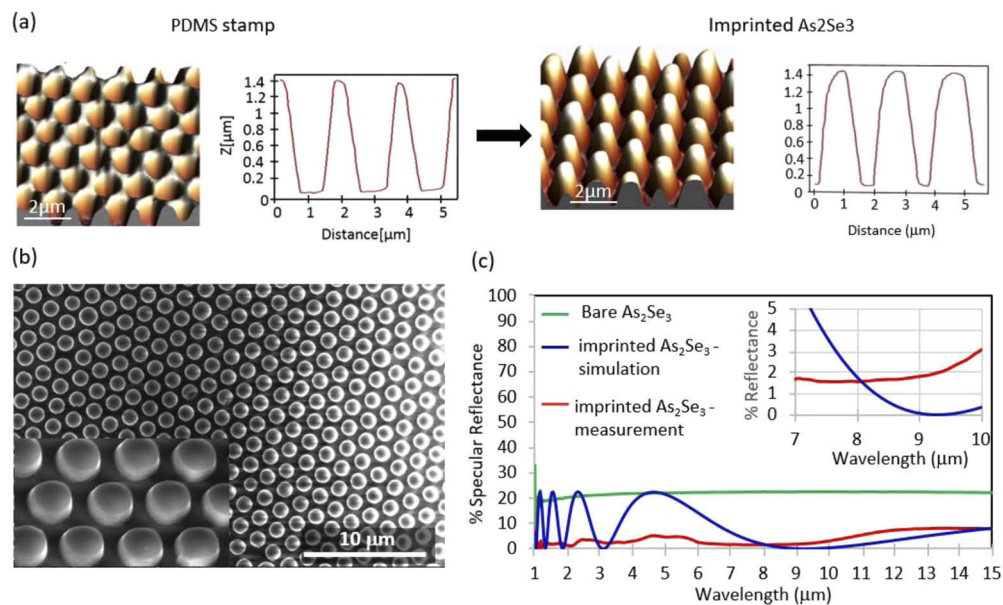 (a)
PDMS stamp
Imprinted As2Se3
2µm
1.4
1.2
1
0.8
0.6
0.4
0.2
Z[µm]
0 1 2 3 4 5
Distance[µm]
2µm
1.4
1.2
1
0.8
0.6
0.4
0.2
0
0 1 2 3 4 5
Distance (µm)
(b)
10 µm
(c)
100
90
80
70
60
50
40
30
20
10
0
% Specular Reflectance
Bare As₂Se₃
imprinted As₂Se₃ -
simulation
imprinted As₂Se₃ -
measurement
5
4
3
2
1
0
% Reflectance
7 8 9 10
Wavelength (µm)
1 2 3 4 5 6 7 8 9 10 11 12 13 14 15
Wavelength (µm)